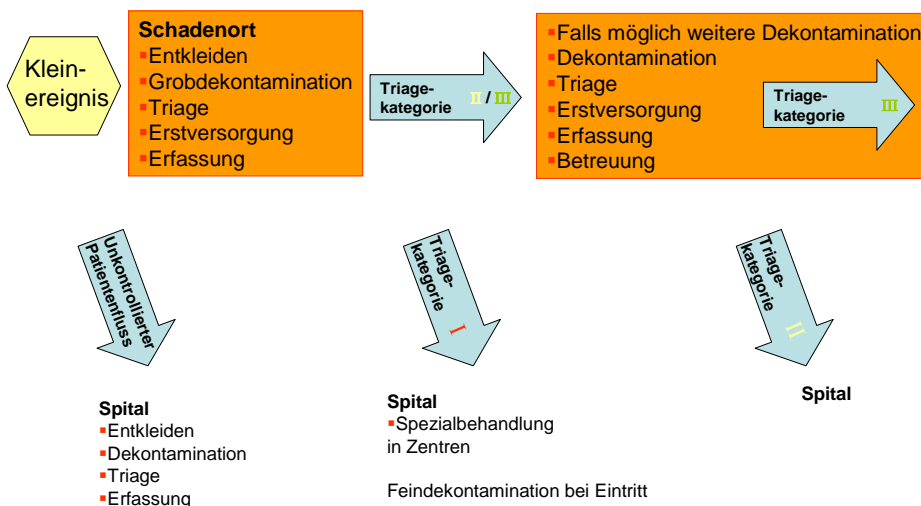 Klein-
ereignis
Schadenort
▪Entkleiden
▪Grobdekontamination
▪Triage
▪Erstversorgung
▪Erfassung
Triage-
kategorie II / III
▪Falls möglich weitere Dekontamination
▪Dekontamination
▪Triage
▪Erstversorgung
▪Erfassung
▪Betreuung
Triage-
kategorie III
Unkontrollierter
Patientenfluss
Triage-
kategorie I
Triage-
kategorie II
Spital
▪Entkleiden
▪Dekontamination
▪Triage
▪Erfassung
Spital
▪Spezialbehandlung
in Zentren
Feindekontamination bei Eintritt
Spital